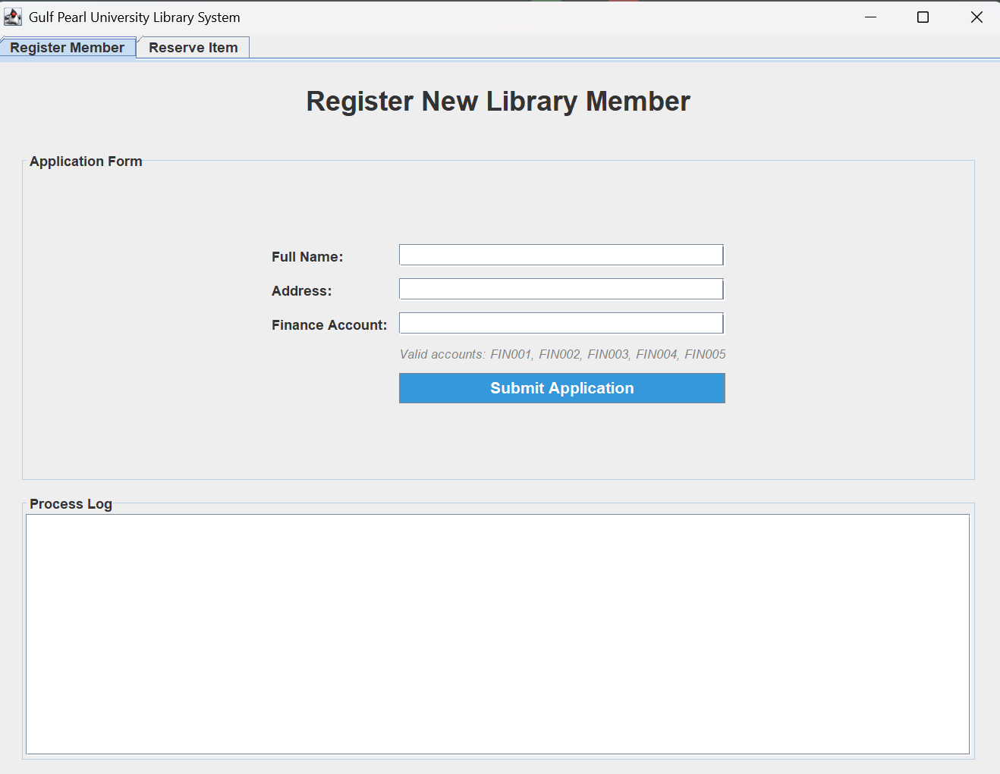 Gulf Pearl University Library System
Register Member
Reserve Item
Register New Library Member
Application Form
Full Name:
Address:
Finance Account:
Valid accounts: FIN001, FIN002, FIN003, FIN004, FIN005
Submit Application
Process Log